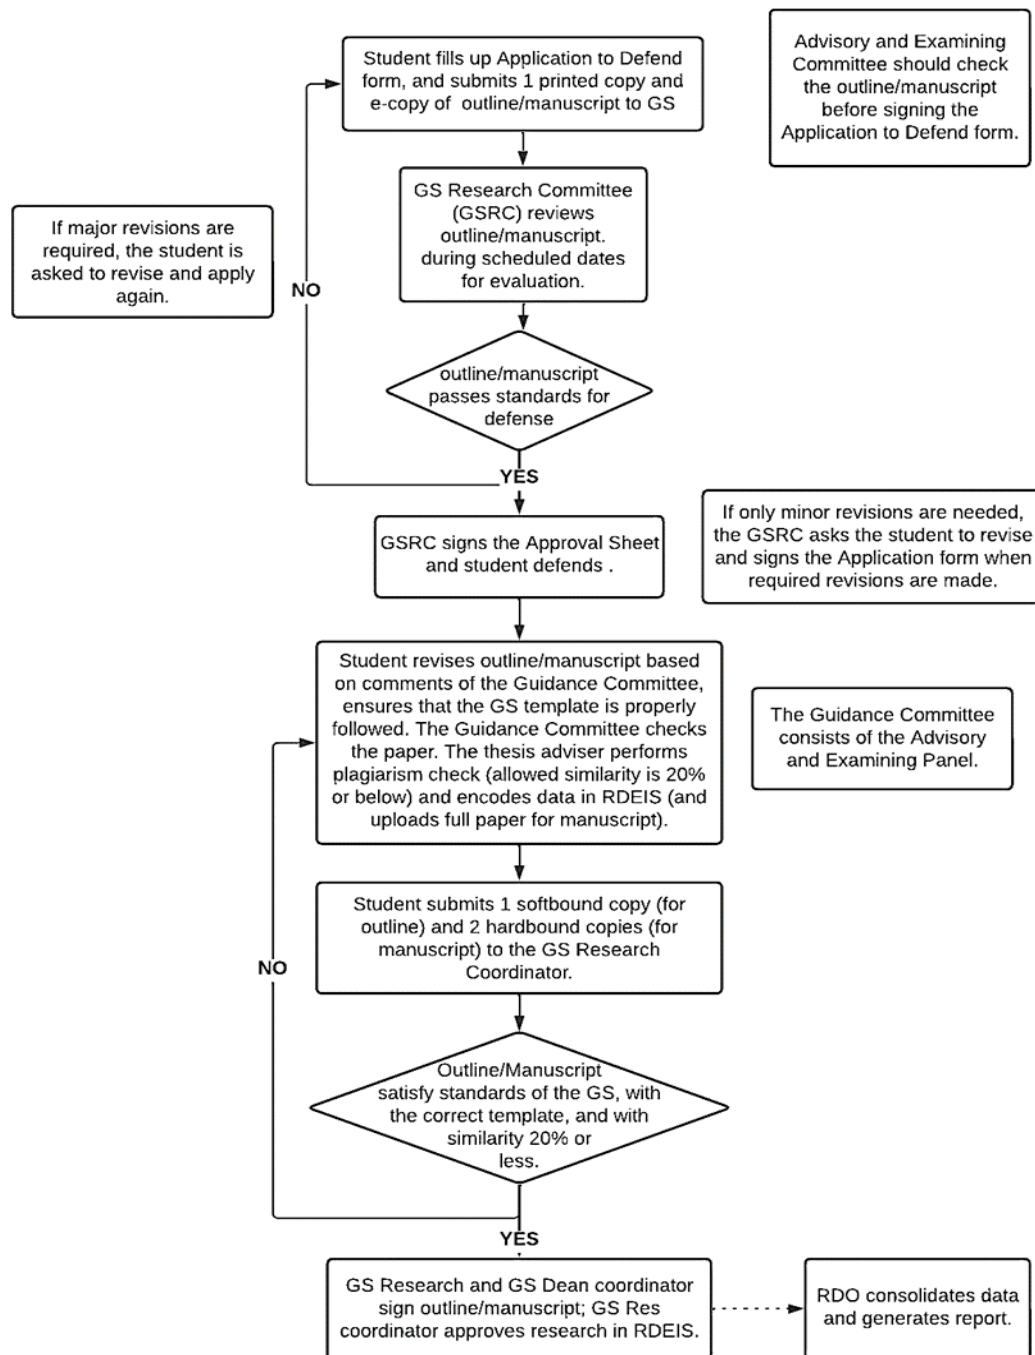 Student fills up Application to Defend
form, and submits 1 printed copy and
e-copy of outline/manuscript to GS
Advisory and Examining
Committee should check
the outline/manuscript
before signing the
Application to Defend form.
GS Research Committee
(GSRC) reviews
outline/manuscript.
during scheduled dates
for evaluation.
If major revisions are
required, the student is
asked to revise and apply
again.
NO
outline/manuscript
passes standards for
defense
YES
GSRC signs the Approval Sheet
and student defends .
If only minor revisions are needed,
the GSRC asks the student to revise
and signs the Application form when
required revisions are made.
Student revises outline/manuscript based
on comments of the Guidance Committee,
ensures that the GS template is properly
followed. The Guidance Committee checks
the paper. The thesis adviser performs
plagiarism check (allowed similarity is 20%
or below) and encodes data in RDEIS (and
uploads full paper for manuscript).
The Guidance Committee
consists of the Advisory
and Examining Panel.
Student submits 1 softbound copy (for
outline) and 2 hardbound copies (for
manuscript) to the GS Research
Coordinator.
NO
Outline/Manuscript
satisfy standards of the GS, with
the correct template, and with
similarity 20% or
less.
YES
GS Research and GS Dean coordinator
sign outline/manuscript; GS Res
coordinator approves research in RDEIS.
RDO consolidates data
and generates report.